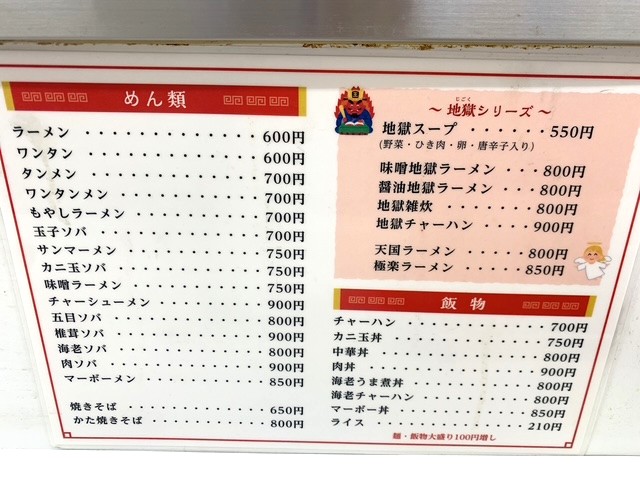 めん類
ラーメン ・・・・・・・・・・・・・ 600円
ワンタン ・・・・・・・・・・・・・ 600円
タンメン ・・・・・・・・・・・・・ 700円
ワンタンメン ・・・・・・・・・・ 700円
もやしラーメン ・・・・・・・・・ 700円
玉子ソバ ・・・・・・・・・・・・・ 700円
サンマーメン ・・・・・・・・・・ 750円
カニ玉ソバ ・・・・・・・・・・・ 750円
味噌ラーメン ・・・・・・・・・・ 750円
チャーシューメン ・・・・・・・・ 900円
五目ソバ ・・・・・・・・・・・・・ 800円
椎茸ソバ ・・・・・・・・・・・・・ 900円
海老ソバ ・・・・・・・・・・・・・ 800円
肉ソバ ・・・・・・・・・・・・・・ 900円
マーボーメン ・・・・・・・・・・ 850円
焼きそば ・・・・・・・・・・・・・ 650円
かた焼きそば ・・・・・・・・・・ 800円
じごく
～ 地獄シリーズ ～
地獄スープ ・・・・・・ 550円
(野菜・ひき肉・卵・唐辛子入り)
味噌地獄ラーメン ・・・ 800円
醤油地獄ラーメン ・・・ 800円
地獄雑炊 ・・・・・・・ 800円
地獄チャーハン ・・・・ 900円
天国ラーメン ・・・・・ 800円
極楽ラーメン ・・・・・ 850円
飯物
チャーハン ・・・・・・・・・・・ 700円
カニ玉丼 ・・・・・・・・・・・・ 750円
中華丼 ・・・・・・・・・・・・・ 800円
肉丼 ・・・・・・・・・・・・・・ 900円
海老うま煮丼 ・・・・・・・・・ 800円
海老チャーハン ・・・・・・・・ 800円
マーボー丼 ・・・・・・・・・・・ 850円
ライス ・・・・・・・・・・・・・ 210円
麺・飯物大盛り100円増し